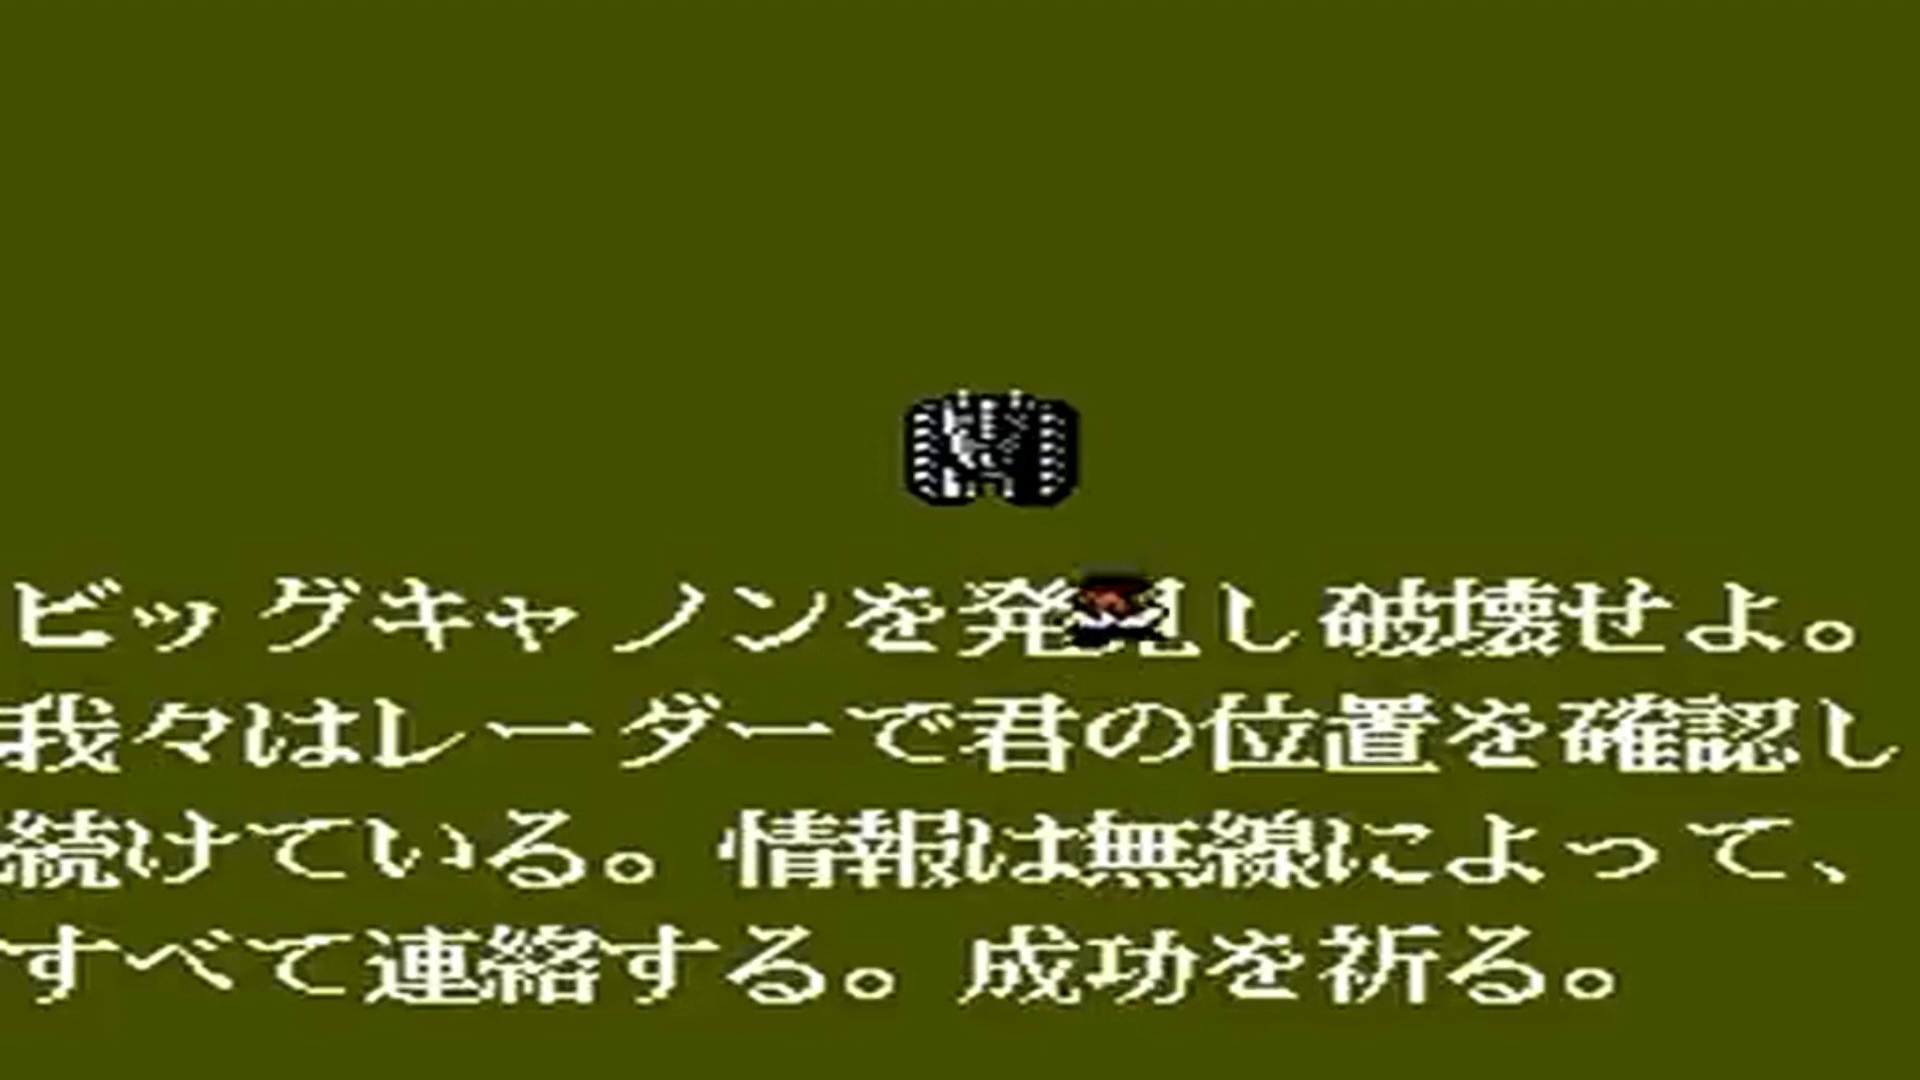 ビッグキャノンを発見し破壊せよ。
我々はレーダーで君の位置を確認し
続けている。情報は無線によって、
すべて連絡する。成功を祈る。